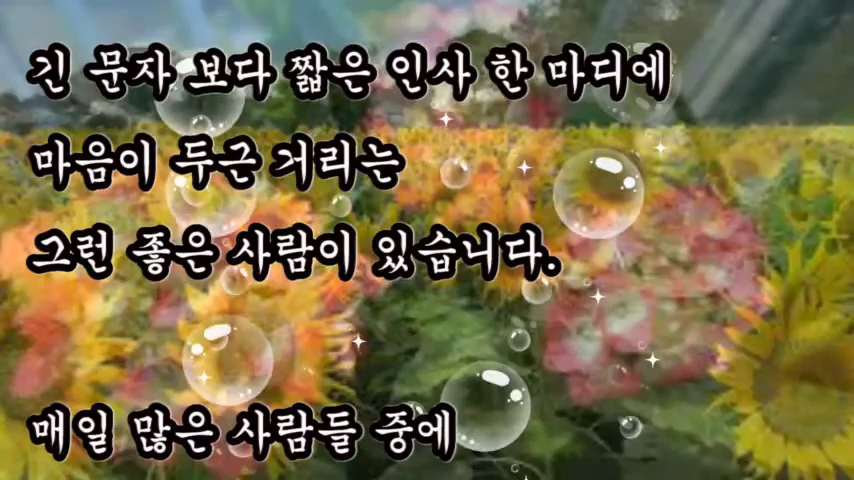 긴 문자 보다 짧은 인사 한 마디에
마음이 두근 거리는
그런 좋은 사람이 있습니다.
매일 많은 사람들 중에